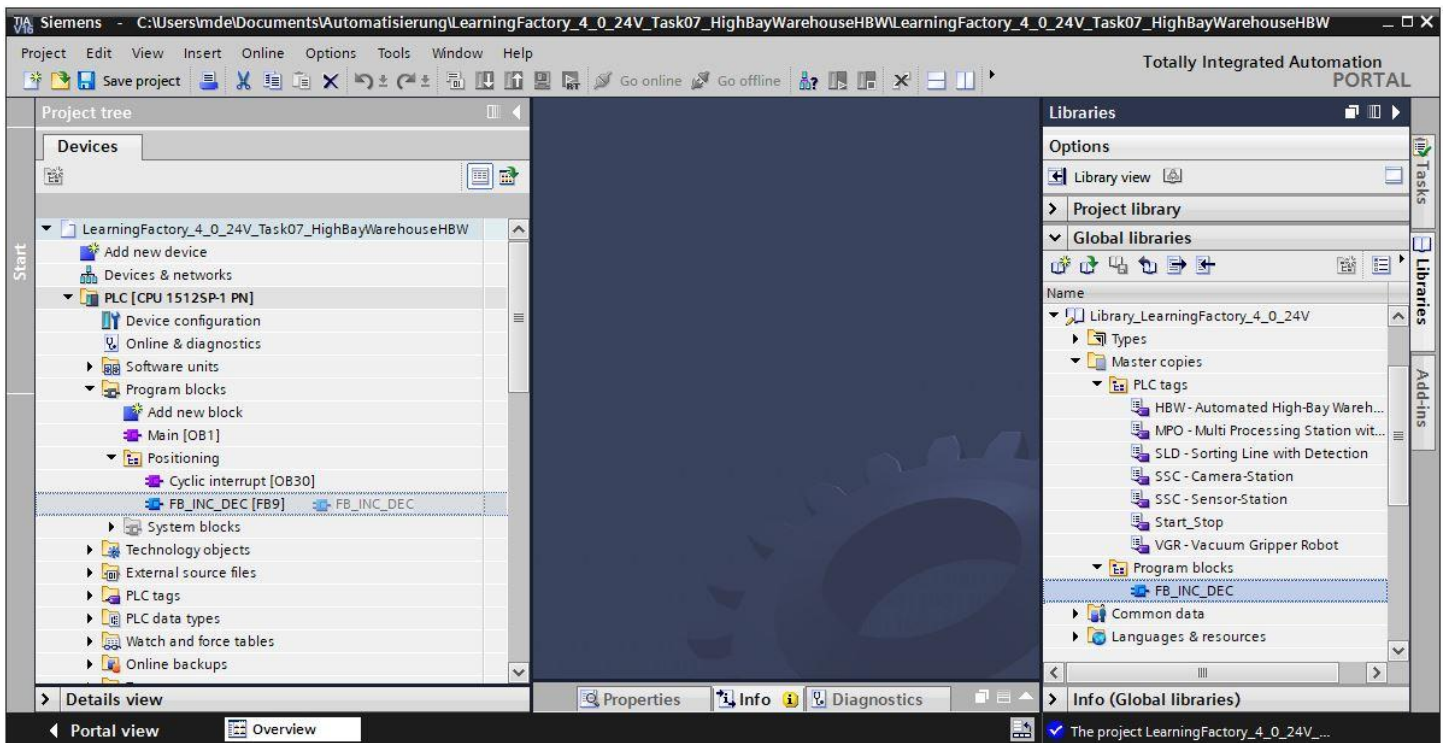 TIA V16 Siemens - C:\Users\mde\Documents\Automatisierung\LearningFactory_4_0_24V_Task07_HighBayWarehouseHBW\LearningFactory_4_0_24V_Task07_HighBayWarehouseHBW
Project Edit View Insert Online Options Tools Window Help
Totally Integrated Automation
PORTAL
Save project Go online Go offline
Start
Project tree
Devices
LearningFactory_4_0_24V_Task07_HighBayWarehouseHBW
Add new device
Devices & networks
PLC [CPU 1512SP-1 PN]
Device configuration
Online & diagnostics
Software units
Program blocks
Add new block
Main [OB1]
Positioning
Cyclic interrupt [OB30]
FB_INC_DEC [FB9] FB_INC_DEC
System blocks
Technology objects
External source files
PLC tags
PLC data types
Watch and force tables
Online backups
Details view
Properties Info Diagnostics
Libraries
Options
Library view
Project library
Global libraries
Name
Library_LearningFactory_4_0_24V
Types
Master copies
PLC tags
HBW - Automated High-Bay Wareh...
MPO - Multi Processing Station wit...
SLD - Sorting Line with Detection
SSC - Camera-Station
SSC - Sensor-Station
Start_Stop
VGR - Vacuum Gripper Robot
Program blocks
FB_INC_DEC
Common data
Languages & resources
Info (Global libraries)
Tasks
Libraries
Add-ins
Portal view Overview
The project LearningFactory_4_0_24V_...